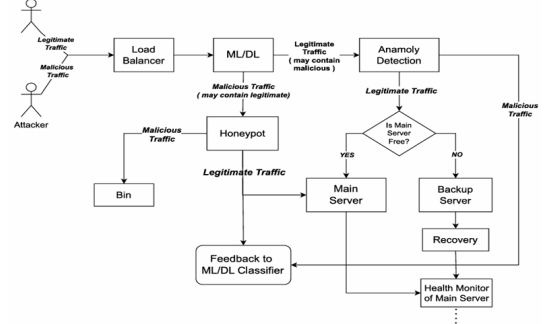 Legitimate
Traffic
Malicious
Traffic
Attacker
Load
Balancer
ML/DL
Legitimate
Traffic
( may contain
malicious )
Anamoly
Detection
Malicious Traffic
( may contain legitimate)
Legitimate Traffic
Malicious
Traffic
Honeypot
Malicious
Traffic
Is Main
Server
Free?
YES
NO
Legitimate Traffic
Bin
Main
Server
Backup
Server
Recovery
Feedback to
ML/DL Classifier
Health Monitor
of Main Server